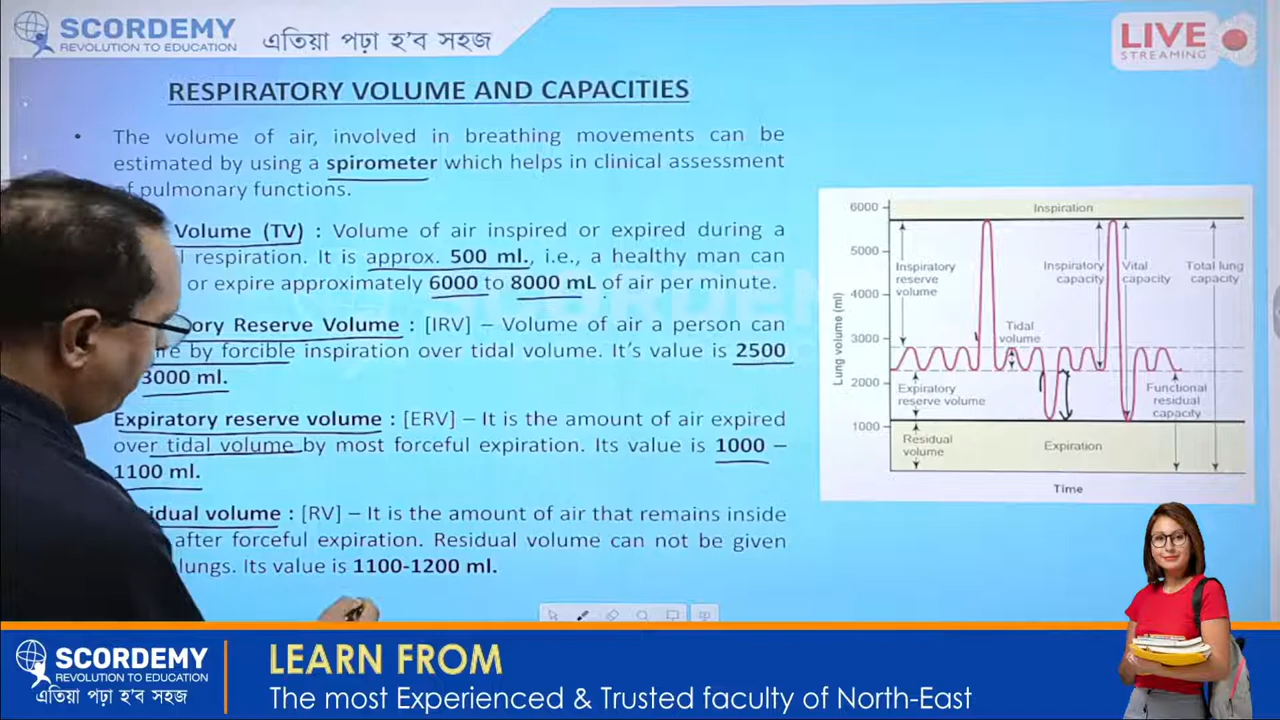 SCORDEMY
REVOLUTION TO EDUCATION
এতিয়া পঢ়া হ'ব সহজ
LIVE
STREAMING
RESPIRATORY VOLUME AND CAPACITIES
• The volume of air, involved in breathing movements can be
estimated by using a spirometer which helps in clinical assessment
of pulmonary functions.
Volume (TV) : Volume of air inspired or expired during a
respiration. It is approx. 500 ml., i.e., a healthy man can
or expire approximately 6000 to 8000 mL of air per minute.
ory Reserve Volume : [IRV] – Volume of air a person can
re by forcible inspiration over tidal volume. It's value is 2500
3000 ml.
Expiratory reserve volume : [ERV] – It is the amount of air expired
over tidal volume by most forceful expiration. Its value is 1000 –
1100 ml.
idual volume : [RV] – It is the amount of air that remains inside
after forceful expiration. Residual volume can not be given
lungs. Its value is 1100-1200 ml.
6000
5000
4000
3000
2000
1000
Lung volume (ml)
Inspiration
Inspiratory
reserve
volume
Inspiratory
capacity
Vital
capacity
Total lung
capacity
Tidal
volume
Expiratory
reserve volume
Functional
residual
capacity
Residual
volume
Expiration
Time
SCORDEMY
REVOLUTION TO EDUCATION
এতিয়া পঢ়া হ'ব সহজ
LEARN FROM
The most Experienced & Trusted faculty of North-East